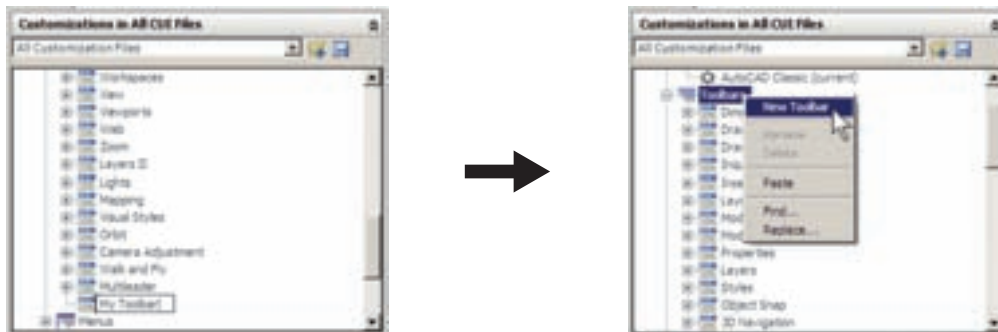 Customizations in All CUI Files
All Customization Files
Workspaces
View
Viewports
Web
Zoom
Layers II
Lights
Mapping
Visual Styles
Orbit
Camera Adjustment
Walk and Fly
Multileader
My Toolbar
Menus
Customizations in All CUI Files
All Customization Files
AutoCAD Classic (current)
Toolbars
New Toolbar
Rename
Delete
Paste
Find...
Replace...
Properties
Layers
Styles
Object Snap
3D Navigation